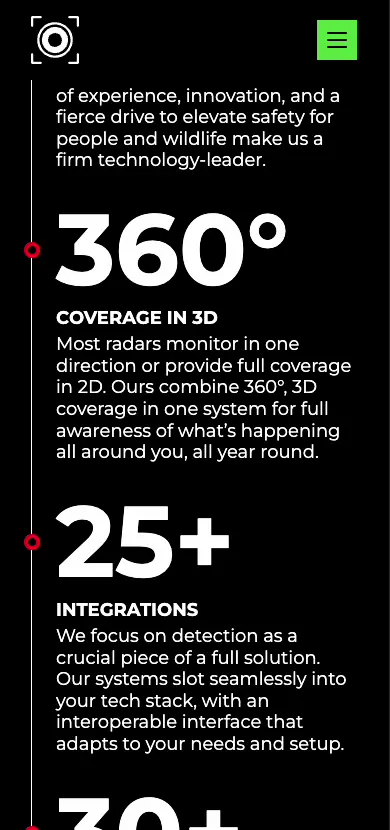 of experience, innovation, and a
fierce drive to elevate safety for
people and wildlife make us a
firm technology-leader.
360°
COVERAGE IN 3D
Most radars monitor in one
direction or provide full coverage
in 2D. Ours combine 360°, 3D
coverage in one system for full
awareness of what’s happening
all around you, all year round.
25+
INTEGRATIONS
We focus on detection as a
crucial piece of a full solution.
Our systems slot seamlessly into
your tech stack, with an
interoperable interface that
adapts to your needs and setup.
30+